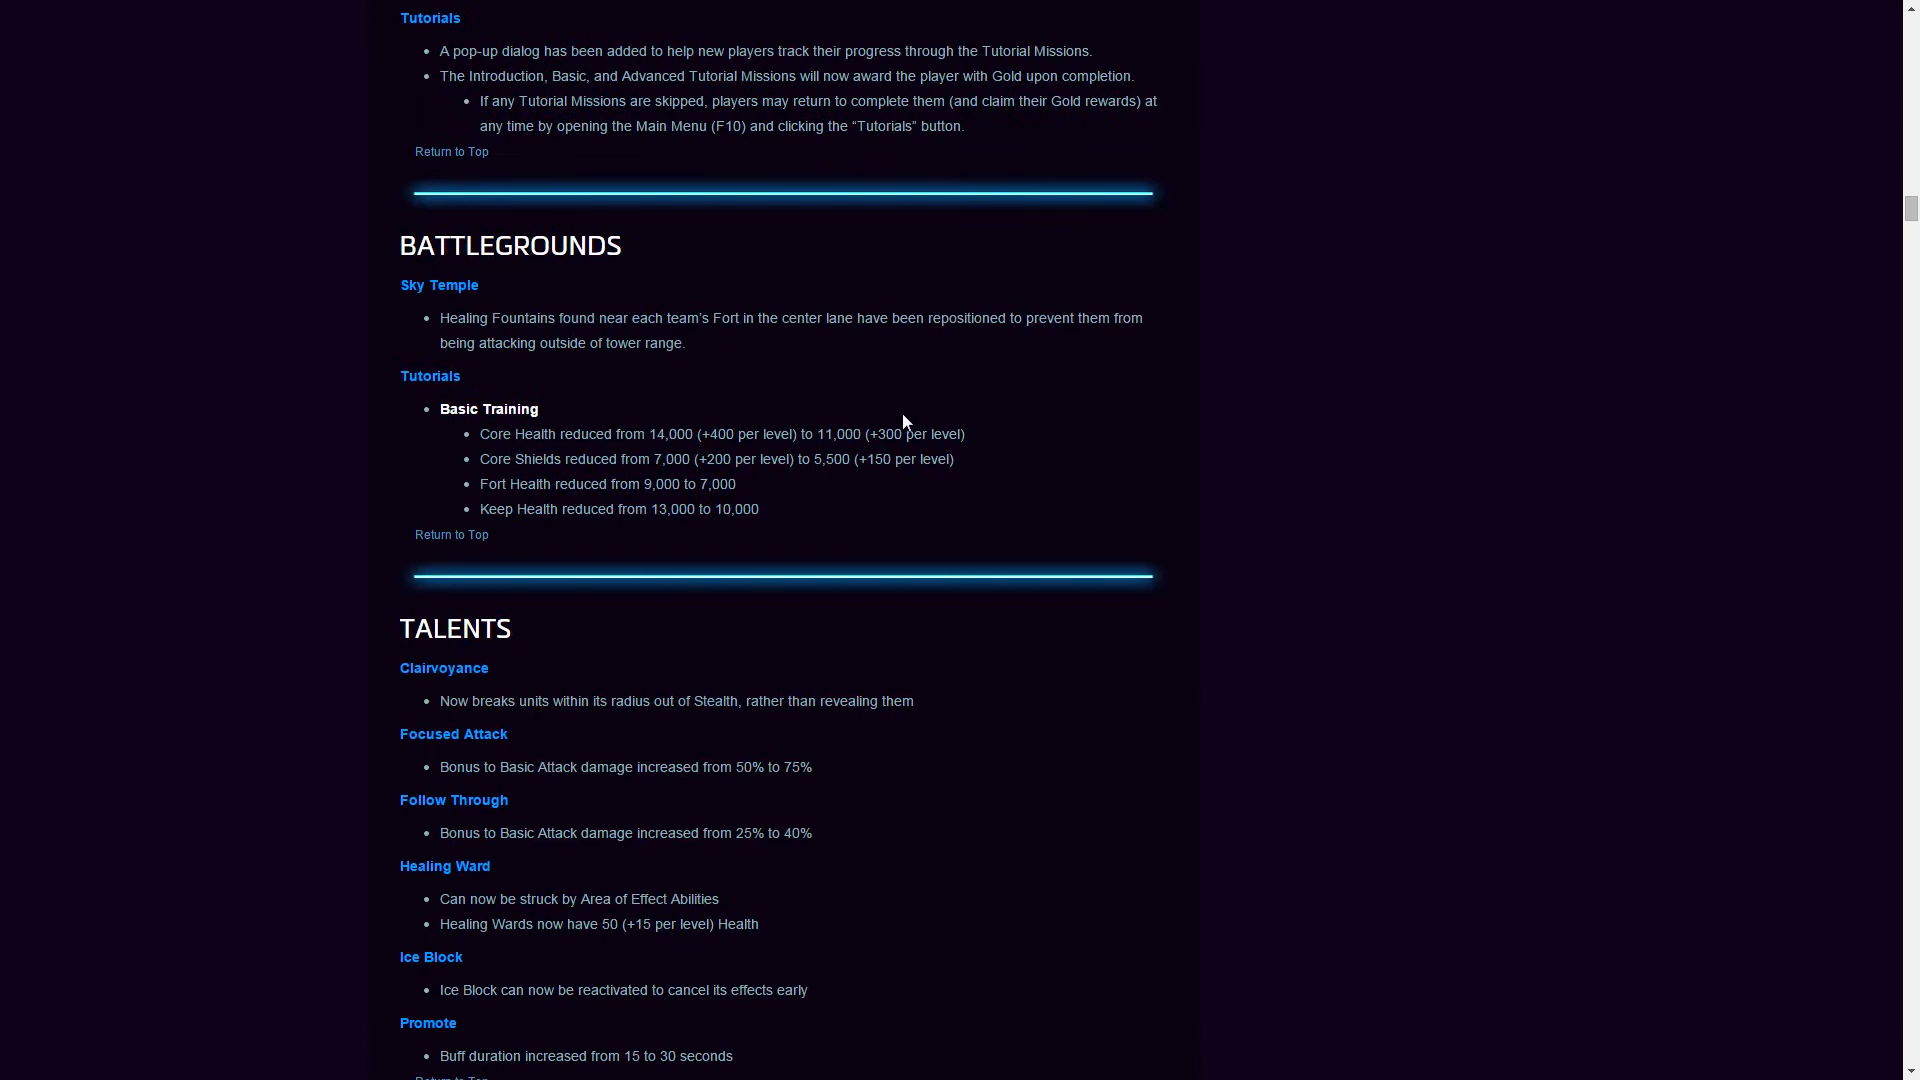 Tutorials
A pop-up dialog has been added to help new players track their progress through the Tutorial Missions.
The Introduction, Basic, and Advanced Tutorial Missions will now award the player with Gold upon completion.
If any Tutorial Missions are skipped, players may return to complete them (and claim their Gold rewards) at
any time by opening the Main Menu (F10) and clicking the “Tutorials” button.
Return to Top
BATTLEGROUNDS
Sky Temple
Healing Fountains found near each team’s Fort in the center lane have been repositioned to prevent them from
being attacking outside of tower range.
Tutorials
Basic Training
Core Health reduced from 14,000 (+400 per level) to 11,000 (+300 per level)
Core Shields reduced from 7,000 (+200 per level) to 5,500 (+150 per level)
Fort Health reduced from 9,000 to 7,000
Keep Health reduced from 13,000 to 10,000
Return to Top
TALENTS
Clairvoyance
Now breaks units within its radius out of Stealth, rather than revealing them
Focused Attack
Bonus to Basic Attack damage increased from 50% to 75%
Follow Through
Bonus to Basic Attack damage increased from 25% to 40%
Healing Ward
Can now be struck by Area of Effect Abilities
Healing Wards now have 50 (+15 per level) Health
Ice Block
Ice Block can now be reactivated to cancel its effects early
Promote
Buff duration increased from 15 to 30 seconds
Return to Top